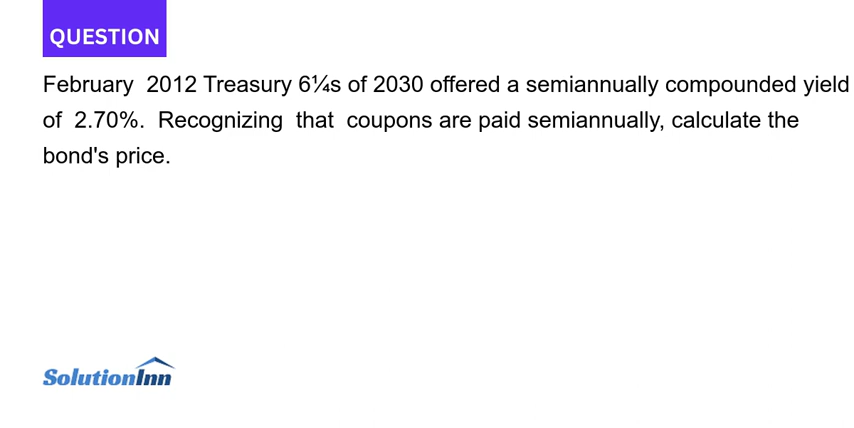 QUESTION
February 2012 Treasury 6¼s of 2030 offered a semiannually compounded yield
of 2.70%. Recognizing that coupons are paid semiannually, calculate the
bond's price.
SolutionInn